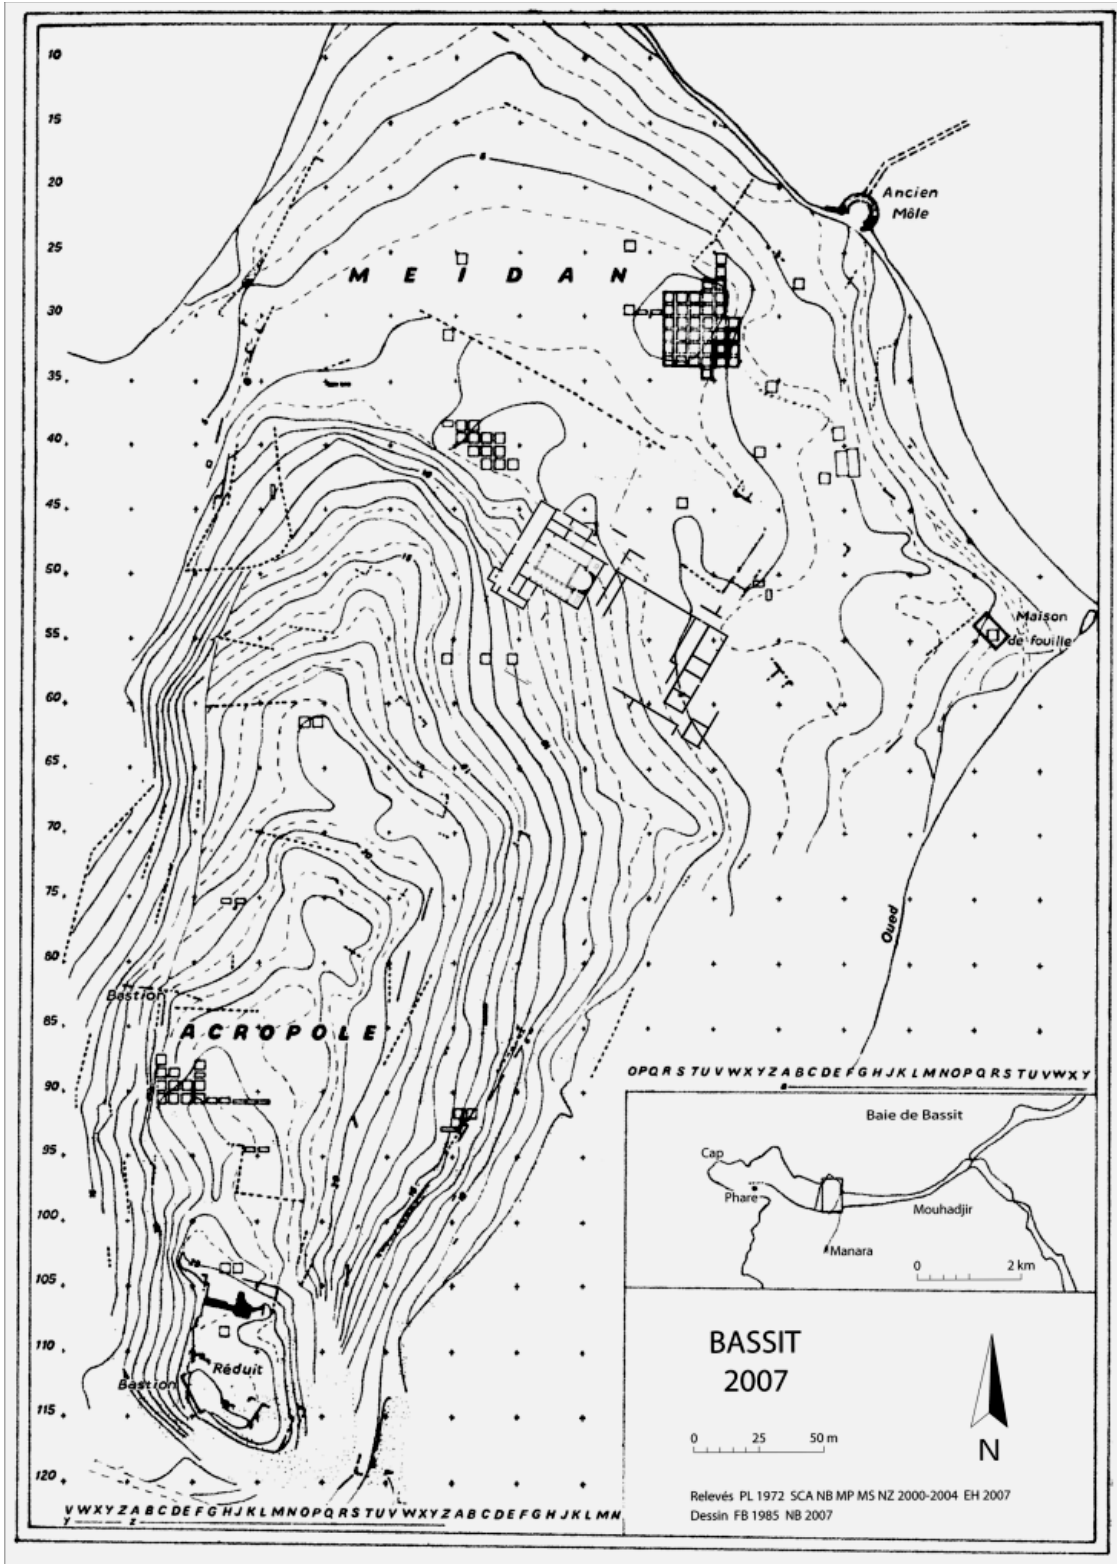 10
15
20
Ancien
Môle
25
MEIDAN
30
35
40
45
50
55
Maison
de fouille
60
65
70
75
Oued
80
Bastion
85
ACROPOLE
OPQRSTUVWXYZABCDEFGHJKLMNOPQRSTUVWXY
90
Baie de Bassit
95
Cap
Phare
Mouhadjir
100
Manara
0 2 km
105
110
BASSIT
2007
Réduit
Bastion
115
0 25 50 m
N
120
Relevés PL 1972 SCA NB MP MS NZ 2000-2004 EH 2007
Dessin FB 1985 NB 2007
VWXYZABCDEFGHJKLMNOPQRSTUVWXYZABCDEFGHJKLMN